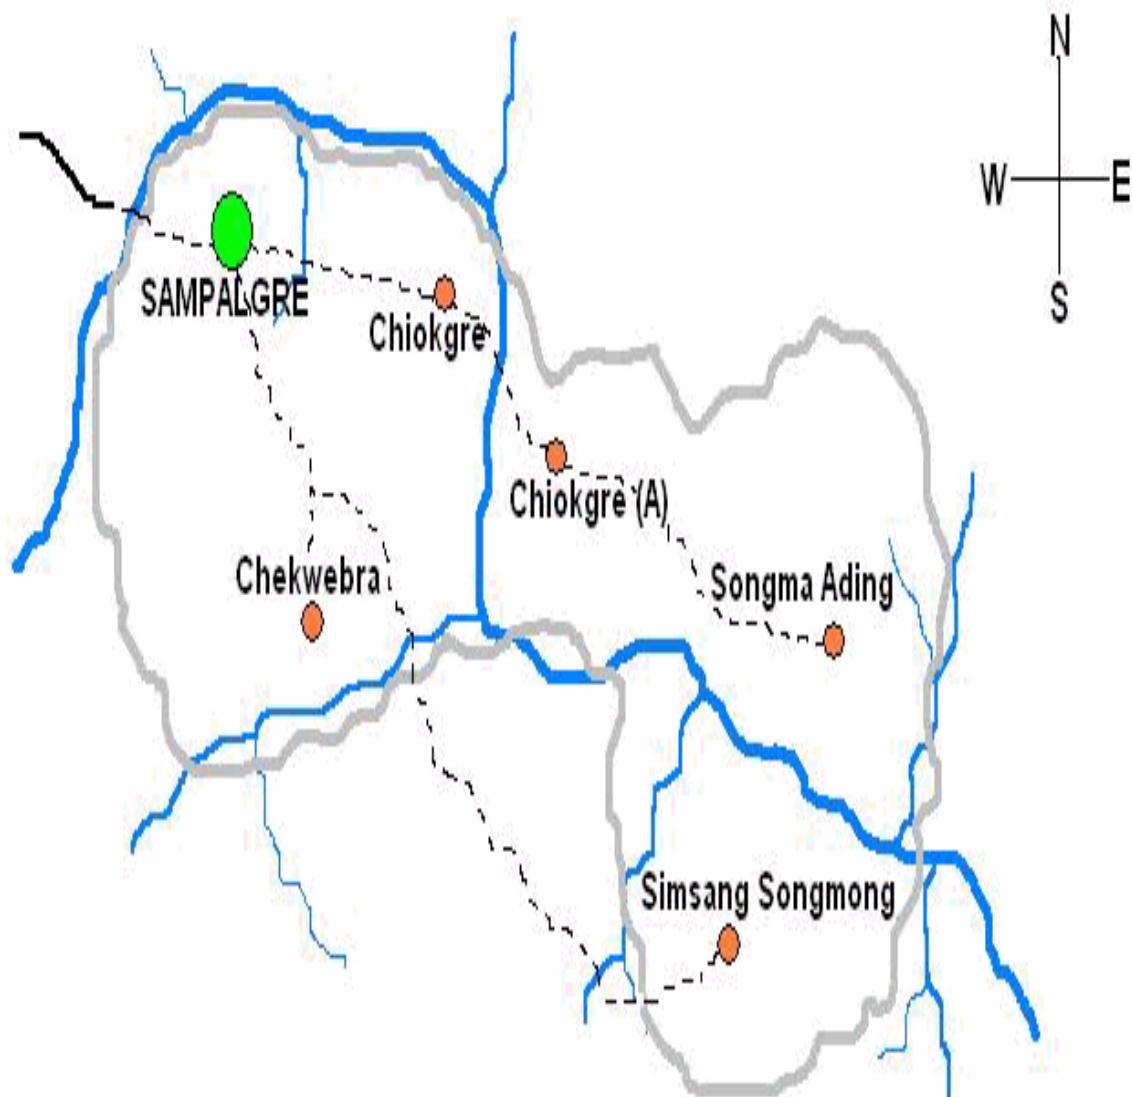 N
W E
S
SAMPALGRE
Chiokgre
Chiokgre (A)
Chekwebra
Songma Ading
Simsang Songmong